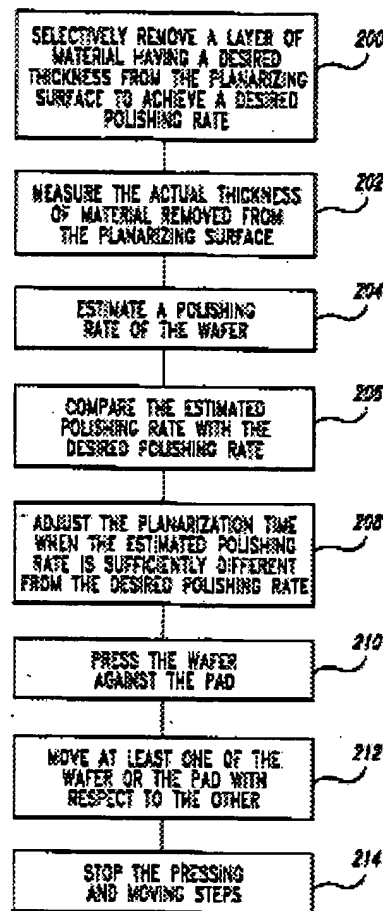 SELECTIVELY REMOVE A LAYER OF
MATERIAL HAVING A DESIRED
THICKNESS FROM THE PLANARIZING
SURFACE TO ACHIEVE A DESIRED
POLISHING RATE
200
MEASURE THE ACTUAL THICKNESS
OF MATERIAL REMOVED FROM
THE PLANARIZING SURFACE
202
ESTIMATE A POLISHING
RATE OF THE WAFER
204
COMPARE THE ESTIMATED
POLISHING RATE WITH THE
DESIRED POLISHING RATE
206
ADJUST THE PLANARIZATION TIME
WHEN THE ESTIMATED POLISHING
RATE IS SUFFICIENTLY DIFFERENT
FROM THE DESIRED POLISHING RATE
208
PRESS THE WAFER
AGAINST THE PAD
210
MOVE AT LEAST ONE OF THE
WAFER OR THE PAD WITH
RESPECT TO THE OTHER
212
STOP THE PRESSING
AND MOVING STEPS
214